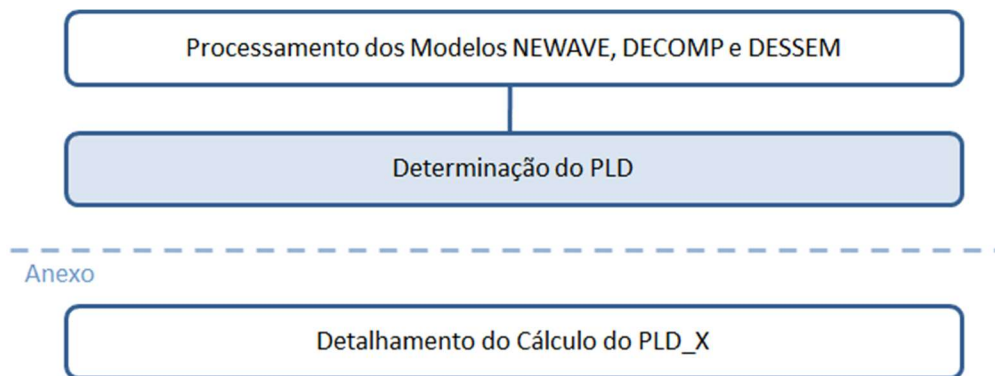 Processamento dos Modelos NEWAVE, DECOMP e DESSEM
Determinação do PLD
Anexo
Detalhamento do Cálculo do PLD_X